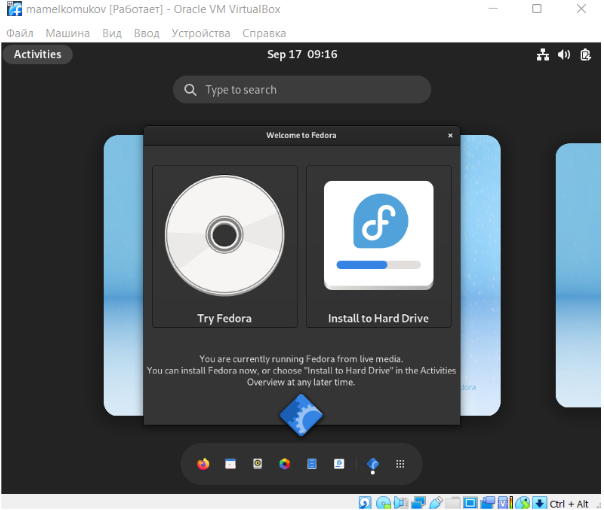 mamelkomukov [Работает] - Oracle VM VirtualBox
Файл Машина Вид Ввод Устройства Справка
Activities
Sep 17 09:16
Type to search
Welcome to Fedora
Try Fedora
Install to Hard Drive
You are currently running Fedora from live media.
You can install Fedora now, or choose "Install to Hard Drive" in the Activities
Overview at any later time.
dora
Ctrl + Alt